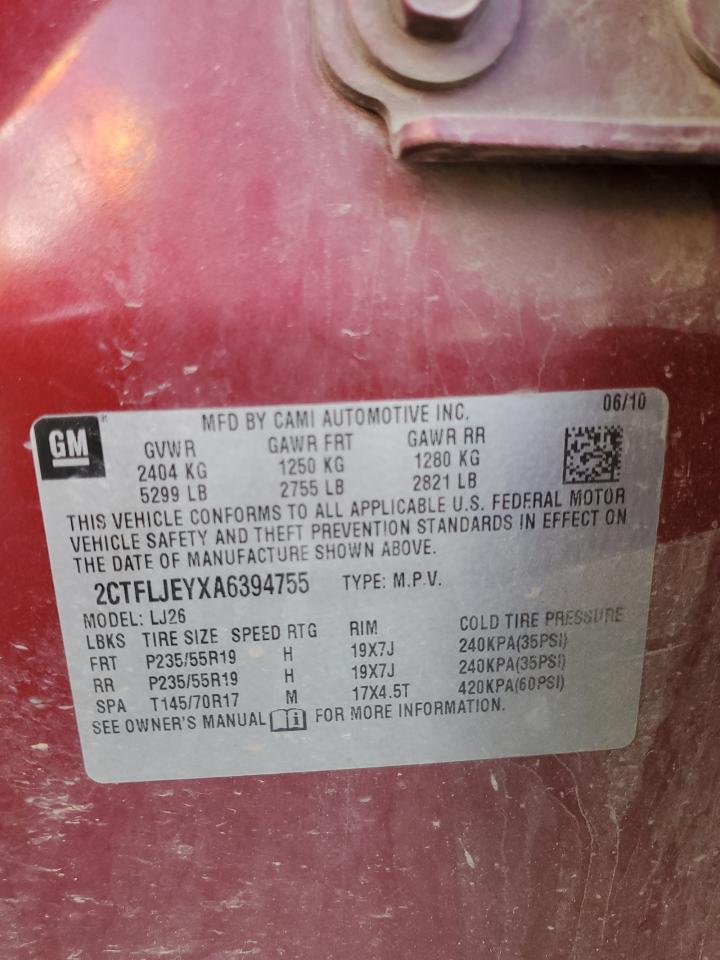 06/10
MFD BY CAMI AUTOMOTIVE INC.
GM
GVWR GAWR FRT GAWR RR
2404 KG 1250 KG 1280 KG
5299 LB 2755 LB 2821 LB
THIS VEHICLE CONFORMS TO ALL APPLICABLE U.S. FEDERAL MOTOR
VEHICLE SAFETY AND THEFT PREVENTION STANDARDS IN EFFECT ON
THE DATE OF MANUFACTURE SHOWN ABOVE.
2CTFLJEYXA6394755 TYPE: M.P.V.
MODEL: LJ26
LBKS TIRE SIZE SPEED RTG RIM COLD TIRE PRESSURE
FRT P235/55R19 H 19X7J 240KPA(35PSI)
RR P235/55R19 H 19X7J 240KPA(35PSI)
SPA T145/70R17 M 17X4.5T 420KPA(60PSI)
SEE OWNER'S MANUAL FOR MORE INFORMATION.